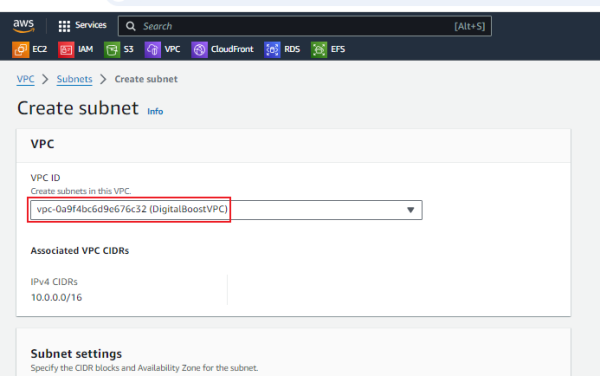 aws Services Search [Alt+S]
EC2 IAM S3 VPC CloudFront RDS EFS
VPC > Subnets > Create subnet
Create subnet Info
VPC
VPC ID
Create subnets in this VPC.
vpc-0a9f4bc6d9e676c32 (DigitalBoostVPC)
Associated VPC CIDRs
IPv4 CIDRs
10.0.0.0/16
Subnet settings
Specify the CIDR blocks and Availability Zone for the subnet.